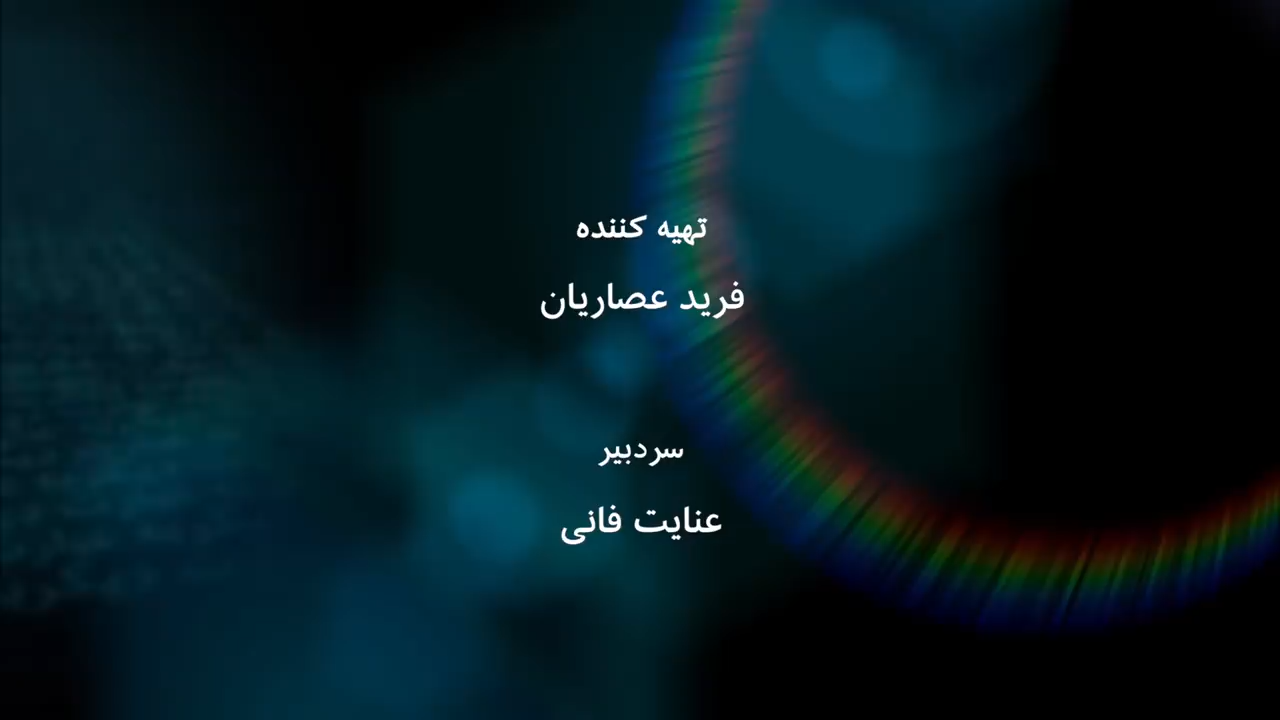 تهیه کننده
فرید عصاریان
سردبیر
عنایت فانی